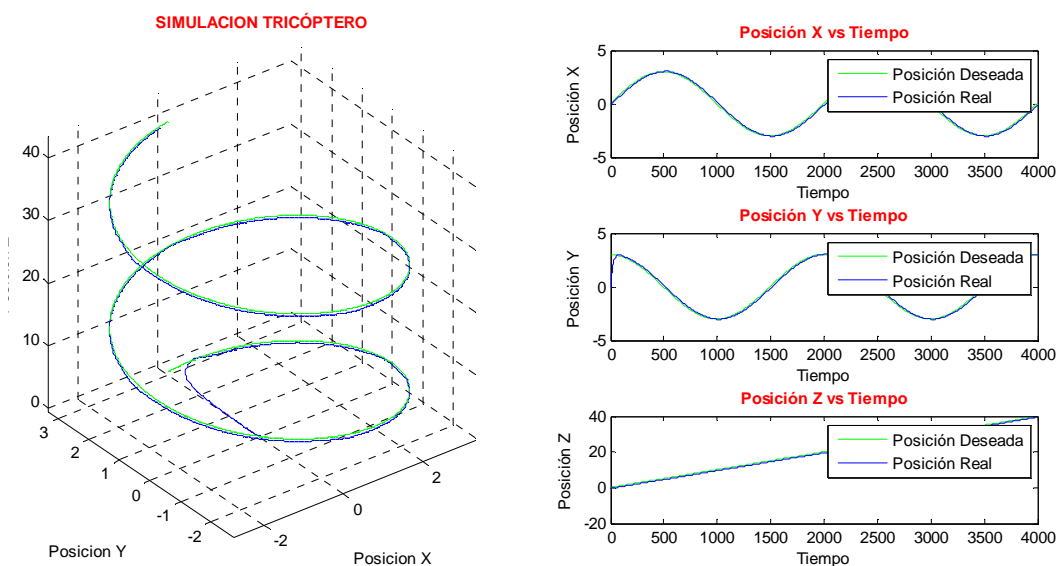 SIMULACION TRICÓPTERO
40
30
20
10
0
3
2
1
0
-1
-2
-2
0
2
Posicion Y
Posicion X
Posición X vs Tiempo
5
0
-5
Posición X
Posición Deseada
Posición Real
0 500 1000 1500 2000 2500 3000 3500 4000
Tiempo
Posición Y vs Tiempo
5
0
-5
Posición Y
Posición Deseada
Posición Real
0 500 1000 1500 2000 2500 3000 3500 4000
Tiempo
Posición Z vs Tiempo
40
20
0
-20
Posición Z
Posición Deseada
Posición Real
0 500 1000 1500 2000 2500 3000 3500 4000
Tiempo